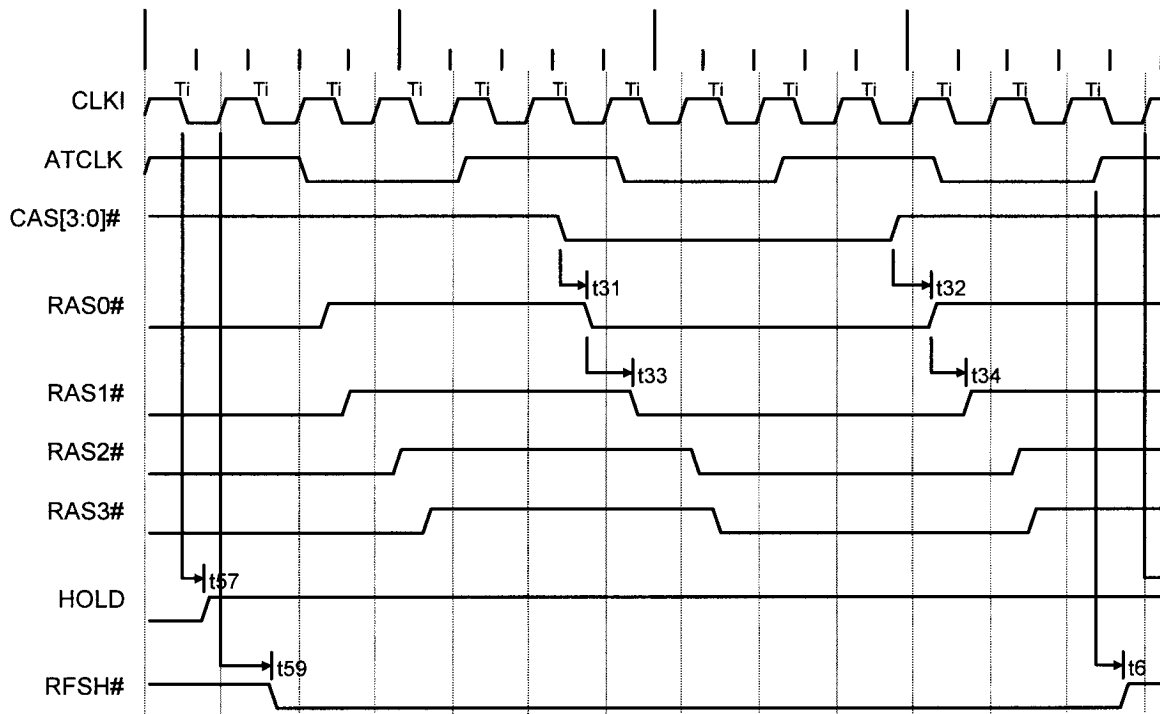 Ti Ti Ti Ti Ti Ti Ti Ti Ti Ti Ti Ti Ti
CLKI
ATCLK
CAS[3:0]#
t31 t32
RAS0#
t33 t34
RAS1#
RAS2#
RAS3#
t57
HOLD
t59 t6
RFSH#